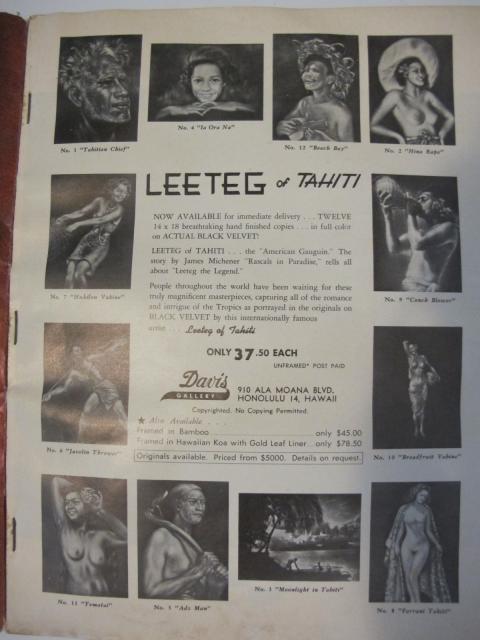 No. 1 "Tahitian Chief"
No. 4 "Ia Ora Na"
No. 12 "Beach Boy"
No. 2 "Hina Rapa"
LEETEG of TAHITI
NOW AVAILABLE for immediate delivery . . . TWELVE
14 x 18 breathtaking hand finished copies . . . in full color
on ACTUAL BLACK VELVET!
LEETEG of TAHITI . . . the "American Gauguin." The
story by James Michener "Rascals in Paradise," tells all
about "Leeteg the Legend."
People throughout the world have been waiting for these
truly magnificent masterpieces, capturing all of the romance
and intrigue of the Tropics as portrayed in the originals on
BLACK VELVET by this internationally famous
artist . . . Leeteg of Tahiti
No. 7 Vahine"
No. 9 "Conch Blower"
ONLY 37.50 EACH
UNFRAMED* POST PAID
Davis
GALLERY
910 ALA MOANA BLVD.
HONOLULU 14, HAWAII
Copyrighted. No Copying Permitted.
★ Also Available . . .
Framed in Bamboo ... only $45.00
Framed in Hawaiian Koa with Gold Leaf Liner ... only $78.50
Originals available. Priced from $5000. Details on request.
No. 6 "Javelin Thrower"
No. 10 "Breadfruit Vahine"
No. 11 "Tematai"
No. 5 "Adz Man"
No. 3 "Moonlight in Tahiti"
No. 8 "Parrani Tahiti"